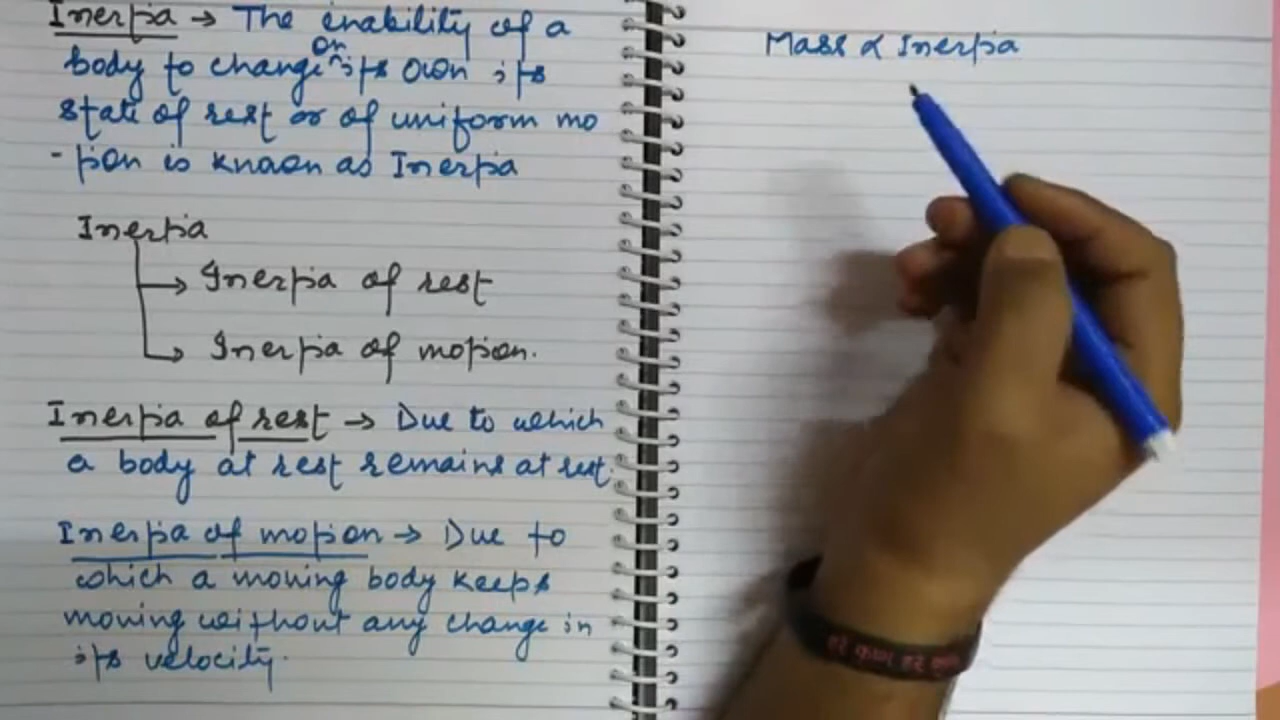 Inertia → The inability of a
on
body to change ^ its own its
state of rest or of uniform mo
-tion is known as Inertia
Inertia
→ Inertia of rest
→ Inertia of motion.
Inertia of rest → Due to which
a body at rest remains at rest.
Inertia of motion → Due to
which a moving body keeps
moving without any change in
its velocity.
Mass α Inertia